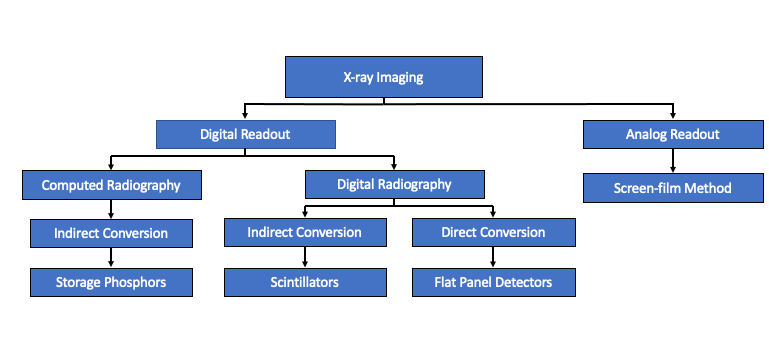 X-ray Imaging
Digital Readout
Analog Readout
Computed Radiography
Digital Radiography
Screen-film Method
Indirect Conversion
Indirect Conversion
Direct Conversion
Storage Phosphors
Scintillators
Flat Panel Detectors